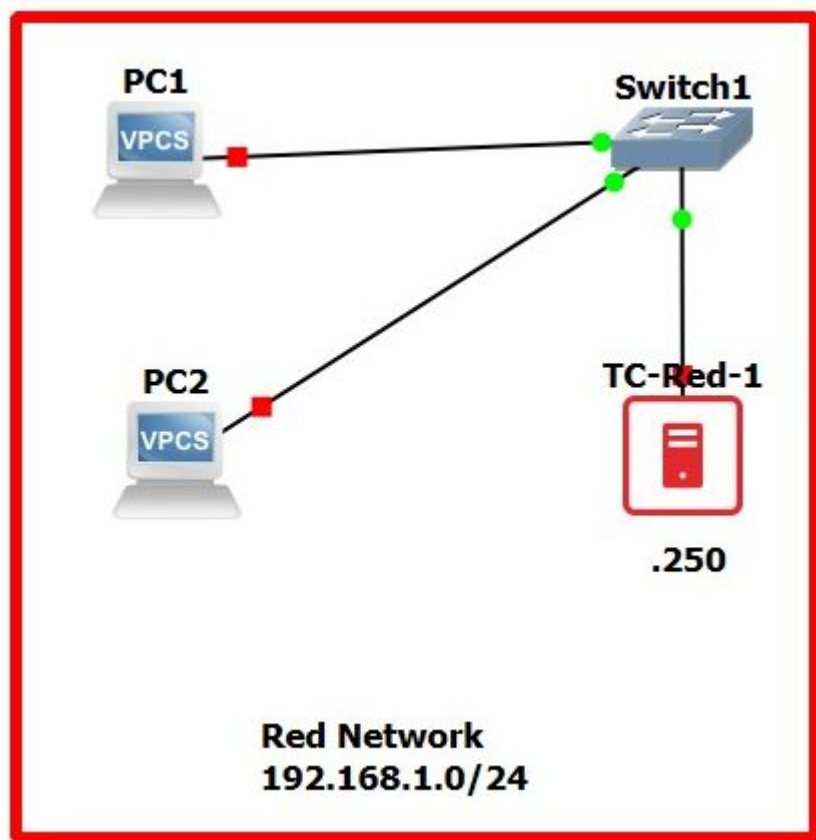 PC1
Switch1
VPCS
PC2
TC-Red-1
VPCS
.250
Red Network
192.168.1.0/24